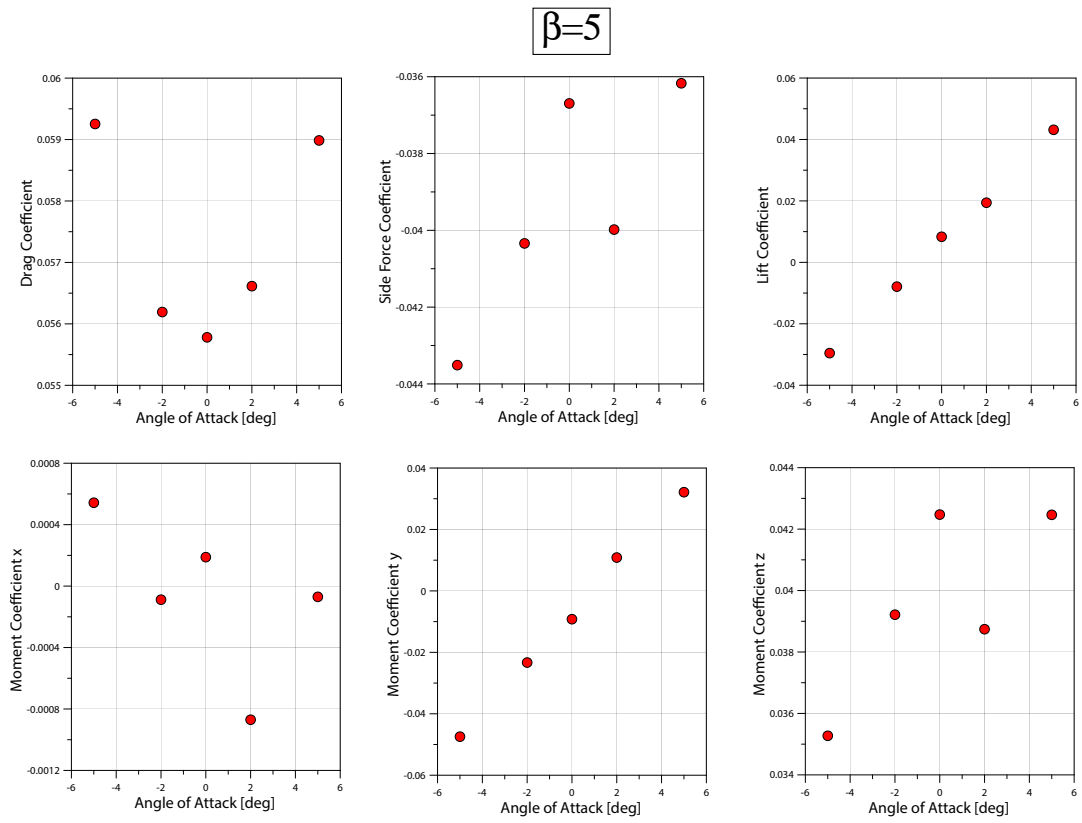 β=5
0.06
0.059
0.058
0.057
0.056
0.055
Drag Coefficient
-6 -4 -2 0 2 4 6
Angle of Attack [deg]
-0.036
-0.038
-0.04
-0.042
-0.044
Side Force Coefficient
-6 -4 -2 0 2 4 6
Angle of Attack [deg]
0.06
0.04
0.02
0
-0.02
-0.04
Lift Coefficient
-6 -4 -2 0 2 4 6
Angle of Attack [deg]
0.0008
0.0004
0
-0.0004
-0.0008
-0.0012
Moment Coefficient x
-6 -4 -2 0 2 4 6
Angle of Attack [deg]
0.04
0.02
0
-0.02
-0.04
-0.06
Moment Coefficient y
-6 -4 -2 0 2 4 6
Angle of Attack [deg]
0.044
0.042
0.04
0.038
0.036
0.034
Moment Coefficient z
-6 -4 -2 0 2 4 6
Angle of Attack [deg]